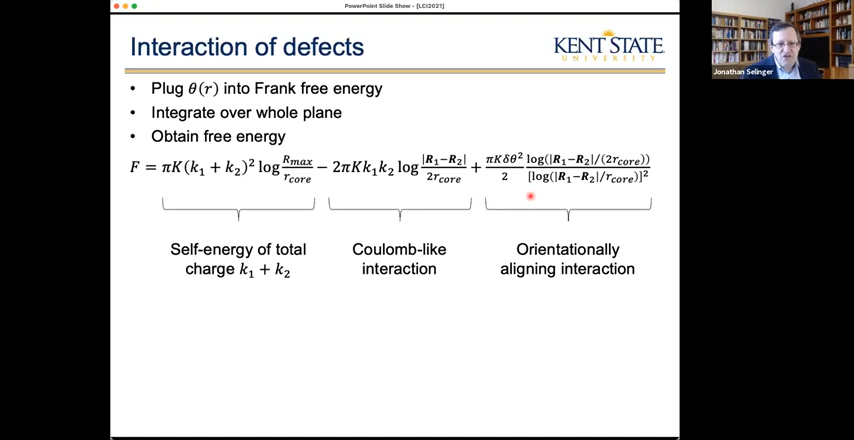 PowerPoint Slide Show - [LCI2021]
Interaction of defects
KENT STATE
UNIVERSITY
Jonathan Selinger
• Plug θ(r) into Frank free energy
• Integrate over whole plane
• Obtain free energy
F = πK(k₁ + k₂)² log R_max/r_core − 2πKk₁k₂ log |R₁−R₂|/2r_core + πKδθ²/2 log(|R₁−R₂|/(2r_core))/[log(|R₁−R₂|/r_core)]²
Self-energy of total
charge k₁ + k₂
Coulomb-like
interaction
Orientationally
aligning interaction